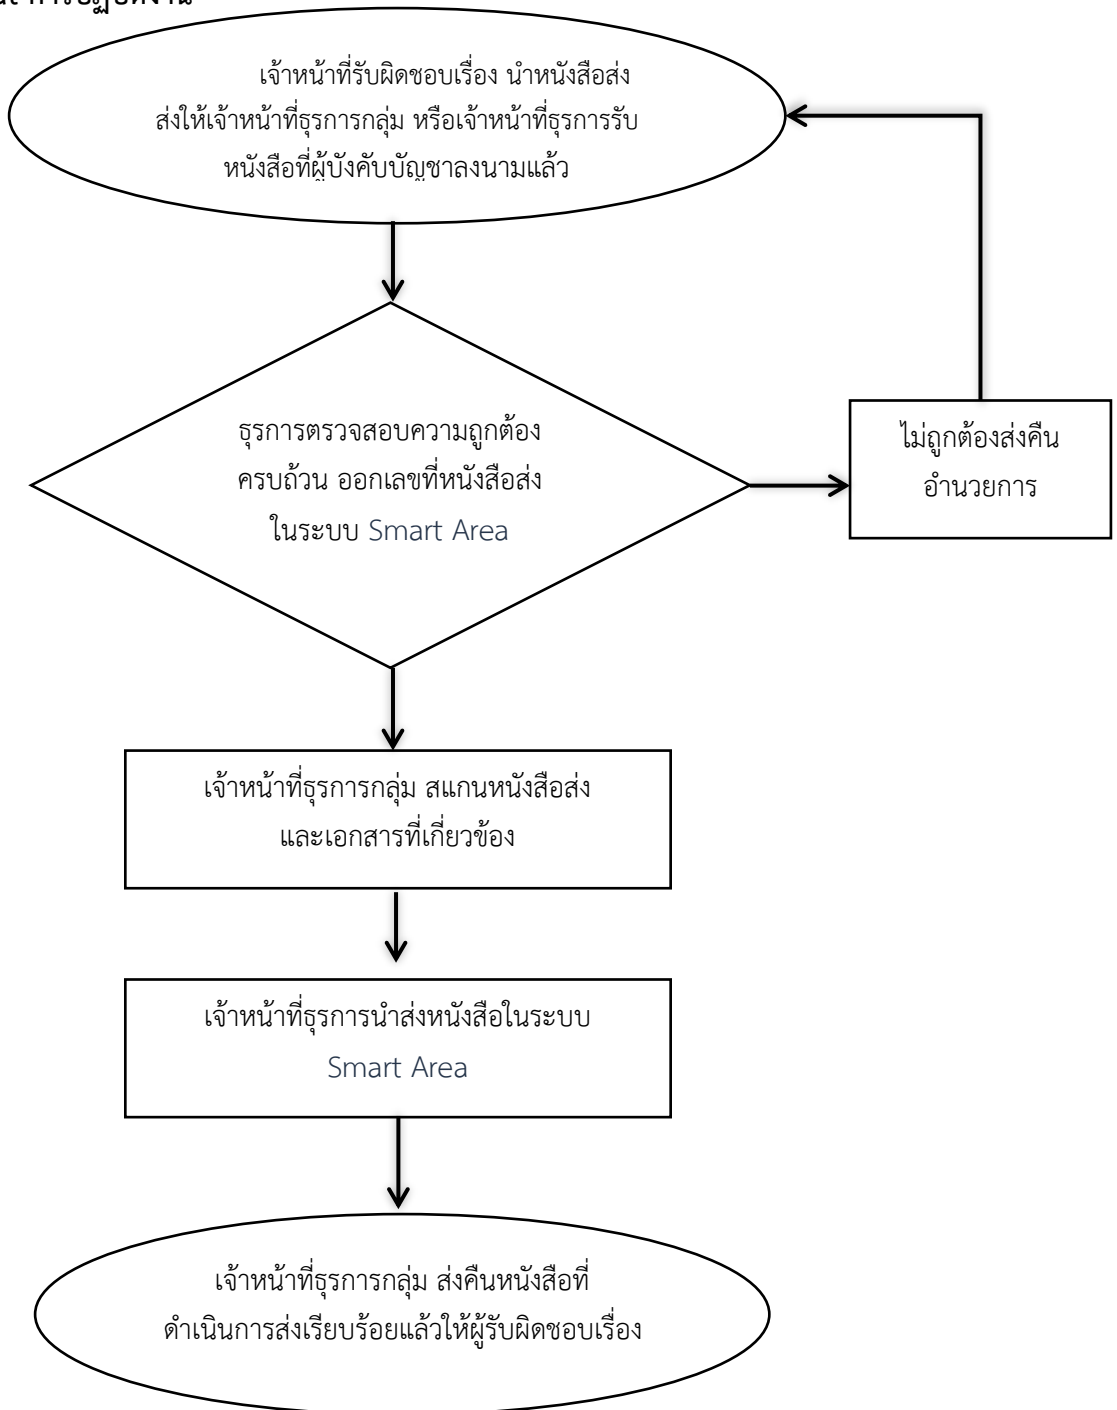 การปฏิบัติงาน
เจ้าหน้าที่รับผิดชอบเรื่อง นำหนังสือส่ง
ส่งให้เจ้าหน้าที่ธุรการกลุ่ม หรือเจ้าหน้าที่ธุรการรับ
หนังสือที่ผู้บังคับบัญชาลงนามแล้ว
ธุรการตรวจสอบความถูกต้อง
ครบถ้วน ออกเลขที่หนังสือส่ง
ในระบบ Smart Area
ไม่ถูกต้องส่งคืน
อำนวยการ
เจ้าหน้าที่ธุรการกลุ่ม สแกนหนังสือส่ง
และเอกสารที่เกี่ยวข้อง
เจ้าหน้าที่ธุรการนำส่งหนังสือในระบบ
Smart Area
เจ้าหน้าที่ธุรการกลุ่ม ส่งคืนหนังสือที่
ดำเนินการส่งเรียบร้อยแล้วให้ผู้รับผิดชอบเรื่อง